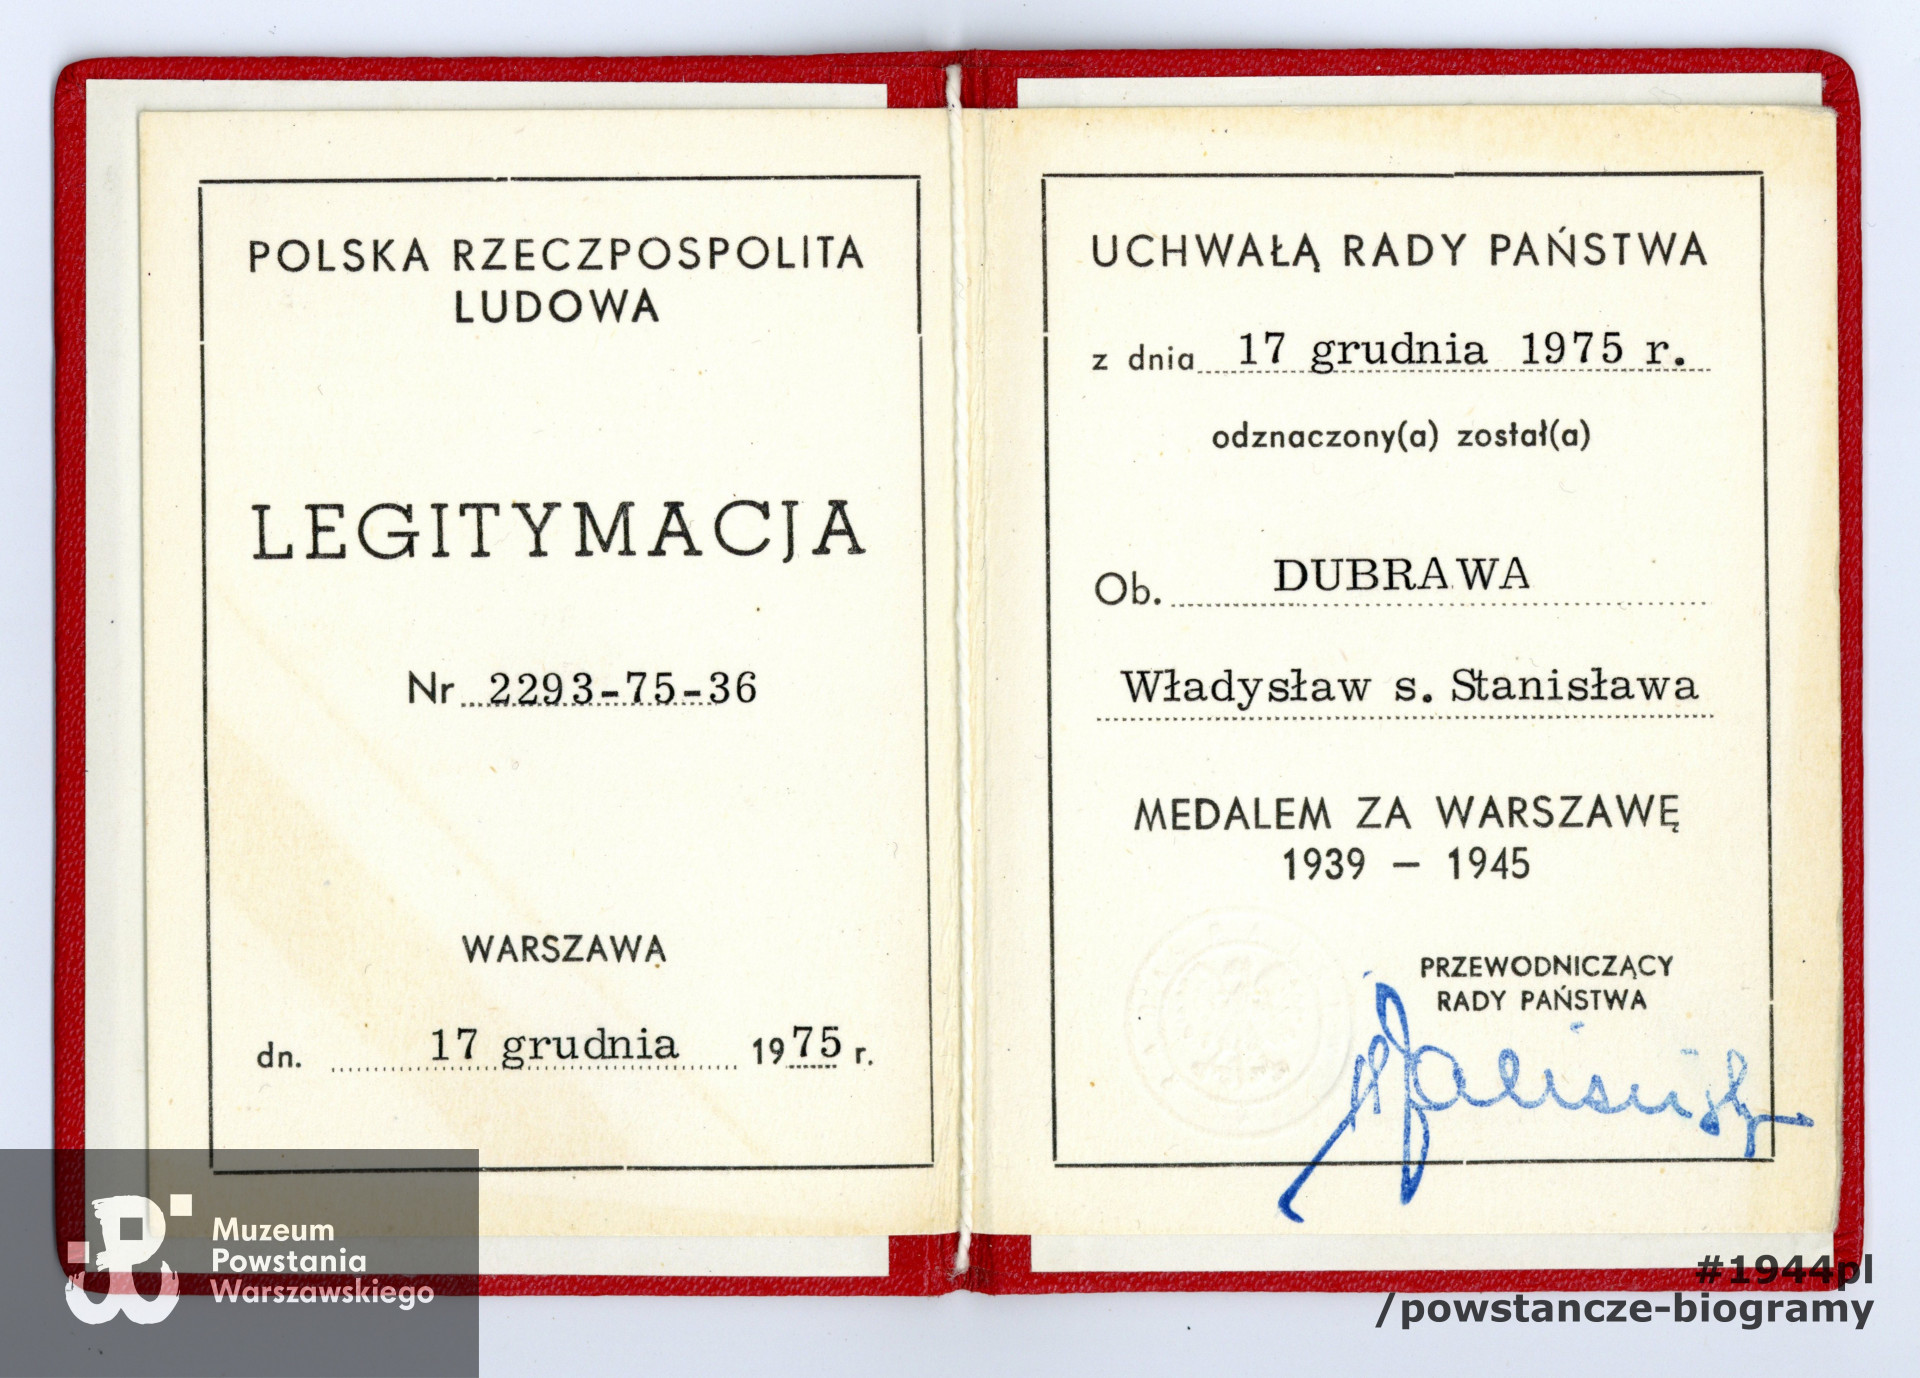 POLSKA RZECZPOSPOLITA
LUDOWA
LEGITYMACJA
Nr 2293-75-36
WARSZAWA
dn. 17 grudnia 1975 r.
UCHWAŁĄ RADY PAŃSTWA
z dnia 17 grudnia 1975 r.
odznaczony(a) został(a)
Ob. DUBRAWA
Władysław s. Stanisława
MEDALEM ZA WARSZAWĘ
1939 — 1945
PRZEWODNICZĄCY
RADY PAŃSTWA
Muzeum
Powstania
Warszawskiego
#1944pl
/powstancze-biogramy